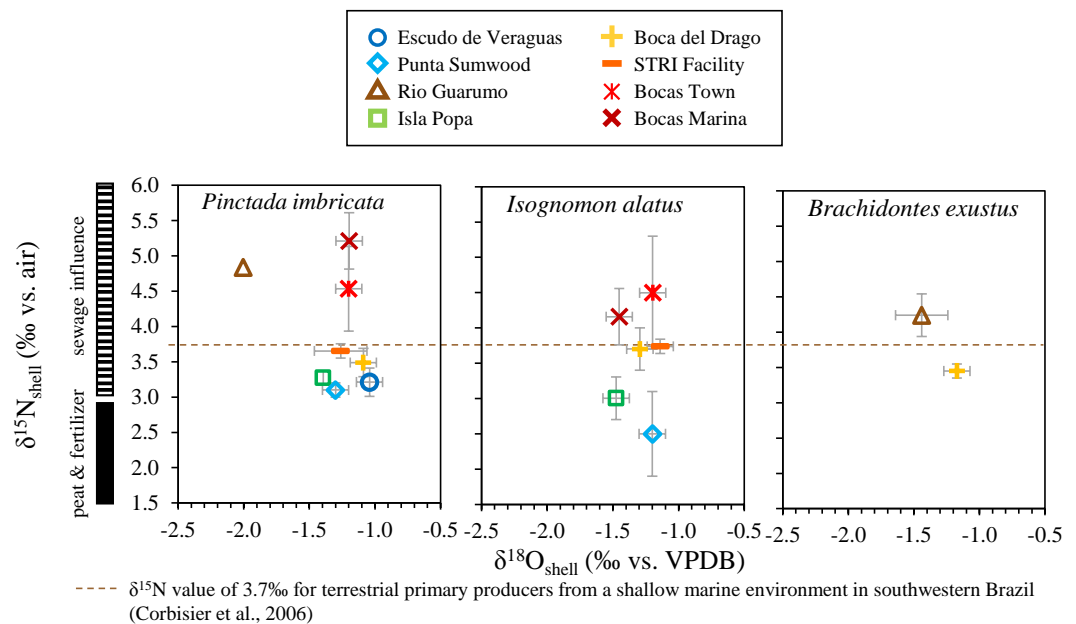 Escudo de Veraguas
Punta Sumwood
Rio Guarumo
Isla Popa
Boca del Drago
STRI Facility
Bocas Town
Bocas Marina
δ15Nshell (‰ vs. air)
sewage influence
peat & fertilizer
6.0
5.5
5.0
4.5
4.0
3.5
3.0
2.5
2.0
1.5
Pinctada imbricata
-2.5 -2.0 -1.5 -1.0 -0.5
Isognomon alatus
-2.5 -2.0 -1.5 -1.0 -0.5
Brachidontes exustus
-2.5 -2.0 -1.5 -1.0 -0.5
δ18Oshell (‰ vs. VPDB)
δ15N value of 3.7‰ for terrestrial primary producers from a shallow marine environment in southwestern Brazil
(Corbisier et al., 2006)